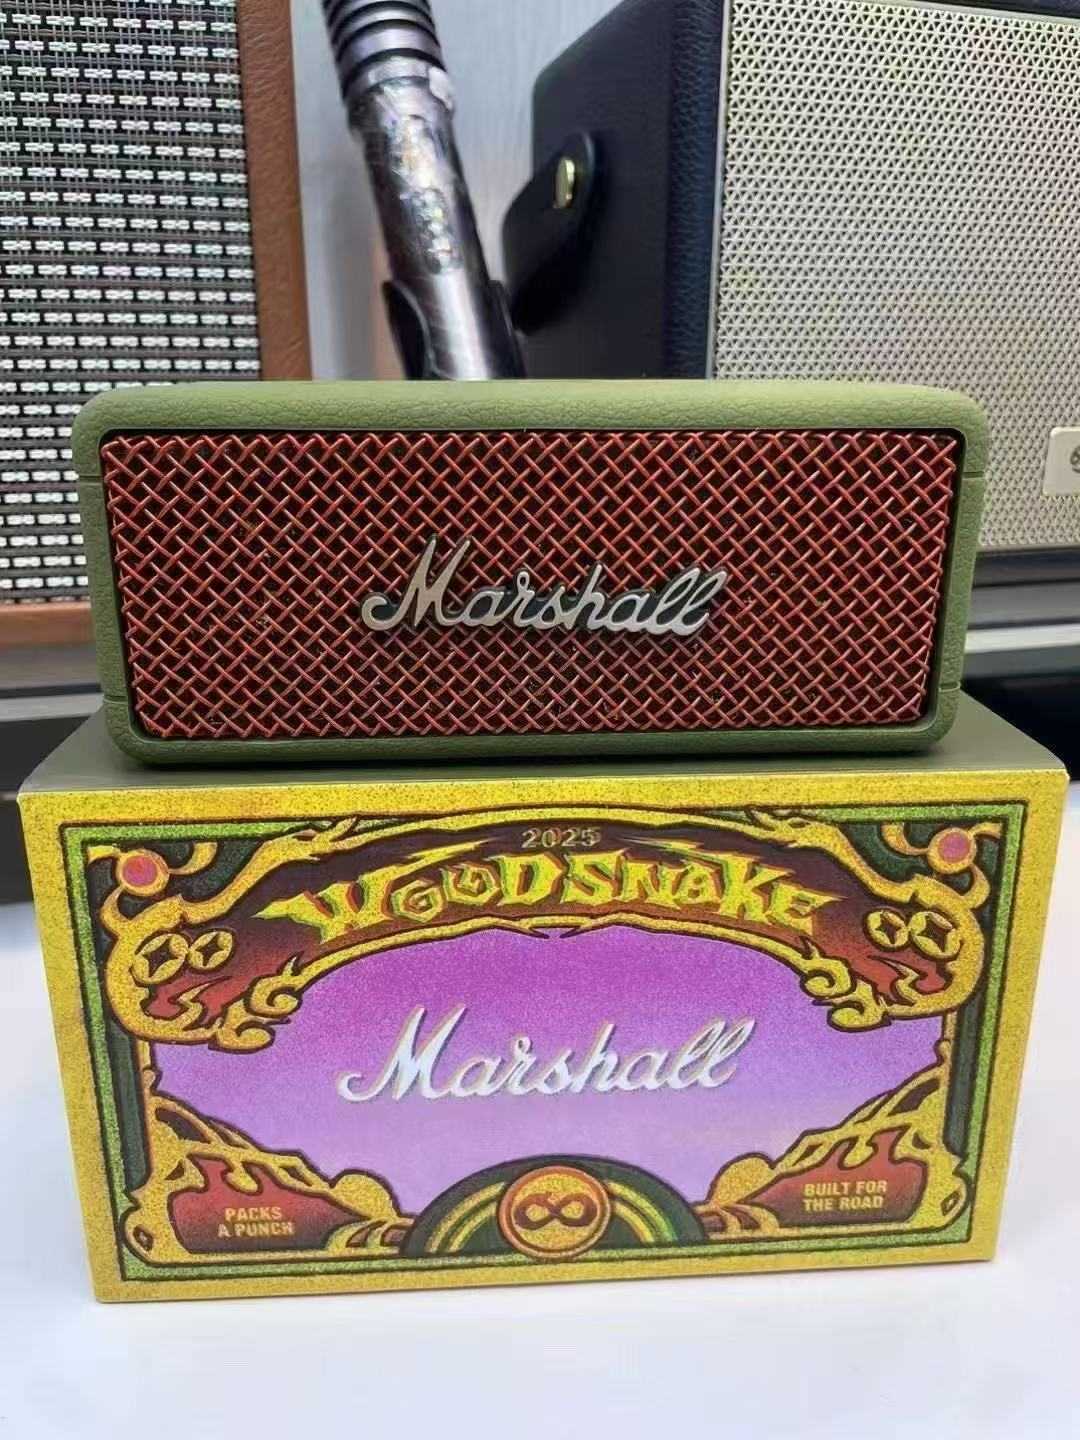 Marshall
2025
WOODSNAKE
Marshall
PACKS
A PUNCH
BUILT FOR
THE ROAD